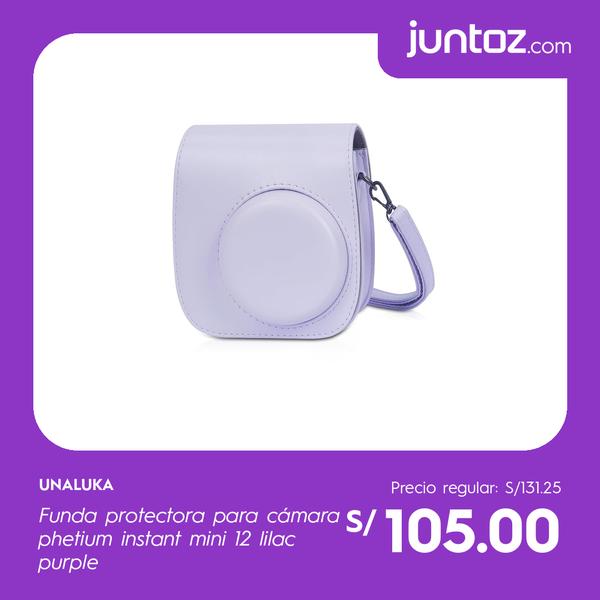 juntoz.com
UNALUKA
Funda protectora para cámara
phetium instant mini 12 lilac
purple
Precio regular: S/131.25
S/ 105.00